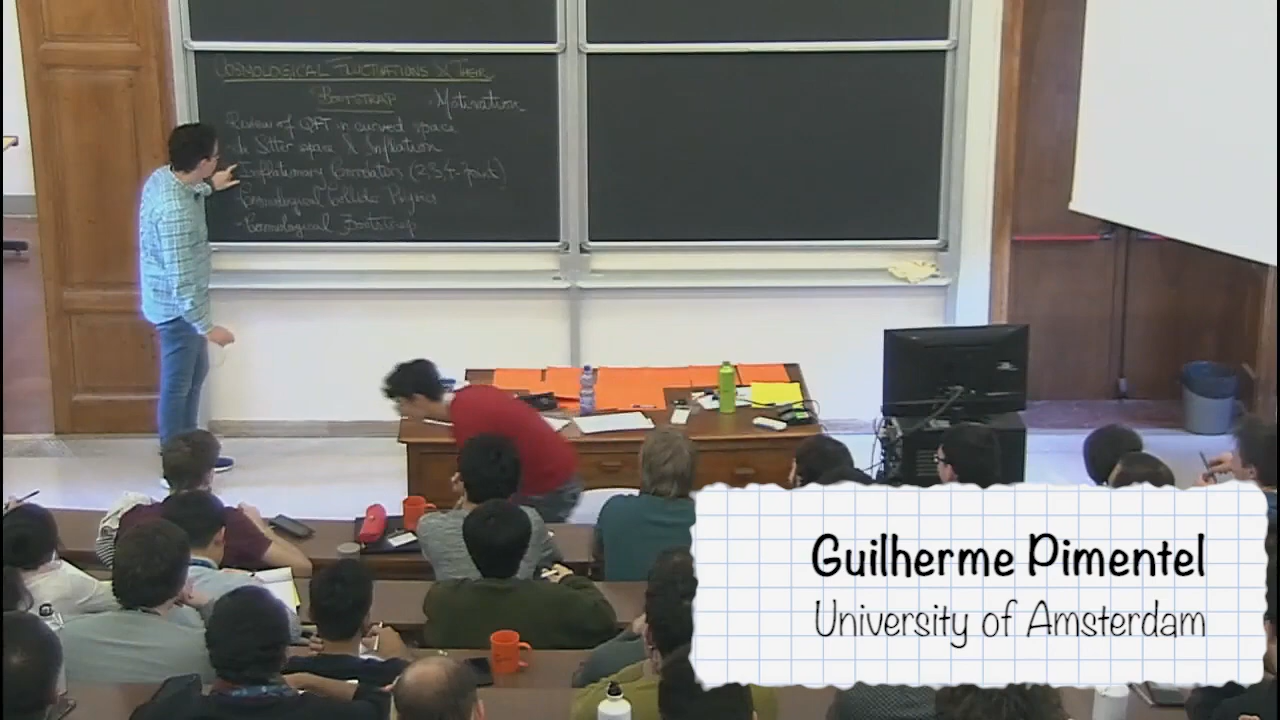 COSMOLOGICAL FLUCTUATIONS & THEIR
BOOTSTRAP · Motivation
Review of QFT in curved space
de Sitter space & Inflation
Inflationary Correlators (2,3,4-point)
Cosmological Collider Physics
- Cosmological Bootstrap
Guilherme Pimentel
University of Amsterdam